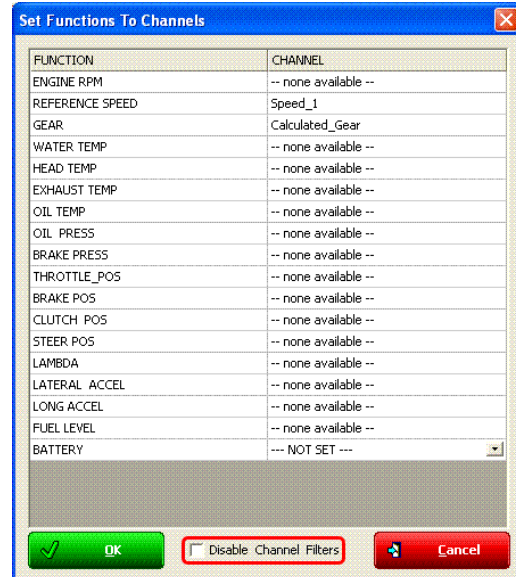 Set Functions To Channels
FUNCTION CHANNEL
ENGINE RPM -- none available --
REFERENCE SPEED Speed_1
GEAR Calculated_Gear
WATER TEMP -- none available --
HEAD TEMP -- none available --
EXHAUST TEMP -- none available --
OIL TEMP -- none available --
OIL PRESS -- none available --
BRAKE PRESS -- none available --
THROTTLE_POS -- none available --
BRAKE POS -- none available --
CLUTCH POS -- none available --
STEER POS -- none available --
LAMBDA -- none available --
LATERAL ACCEL -- none available --
LONG ACCEL -- none available --
FUEL LEVEL -- none available --
BATTERY --- NOT SET ---
OK Disable Channel Filters Cancel